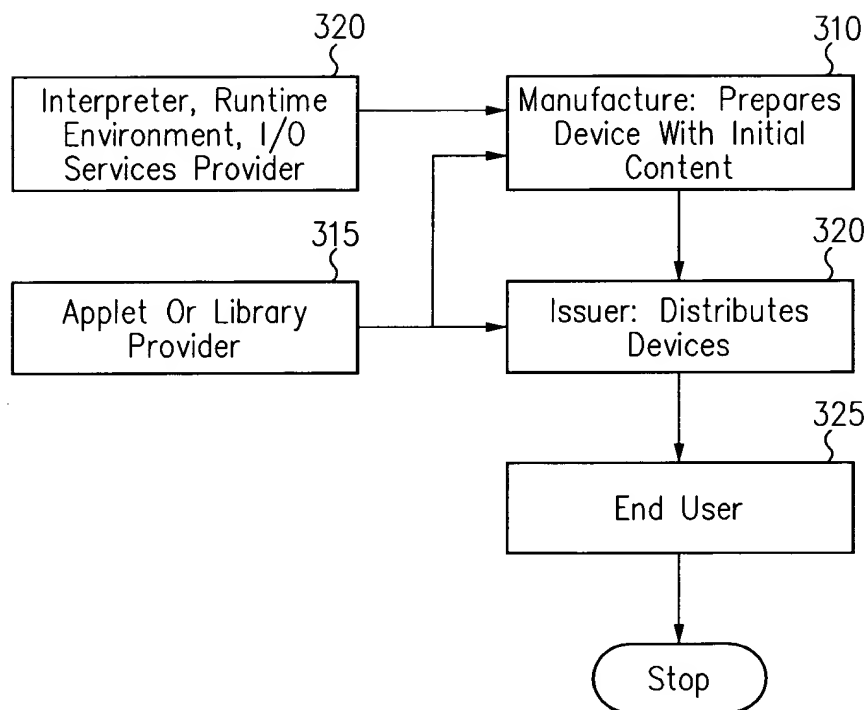 320
Interpreter, Runtime
Environment, I/O
Services Provider
310
Manufacture: Prepares
Device With Initial
Content
315
Applet Or Library
Provider
320
Issuer: Distributes
Devices
325
End User
Stop